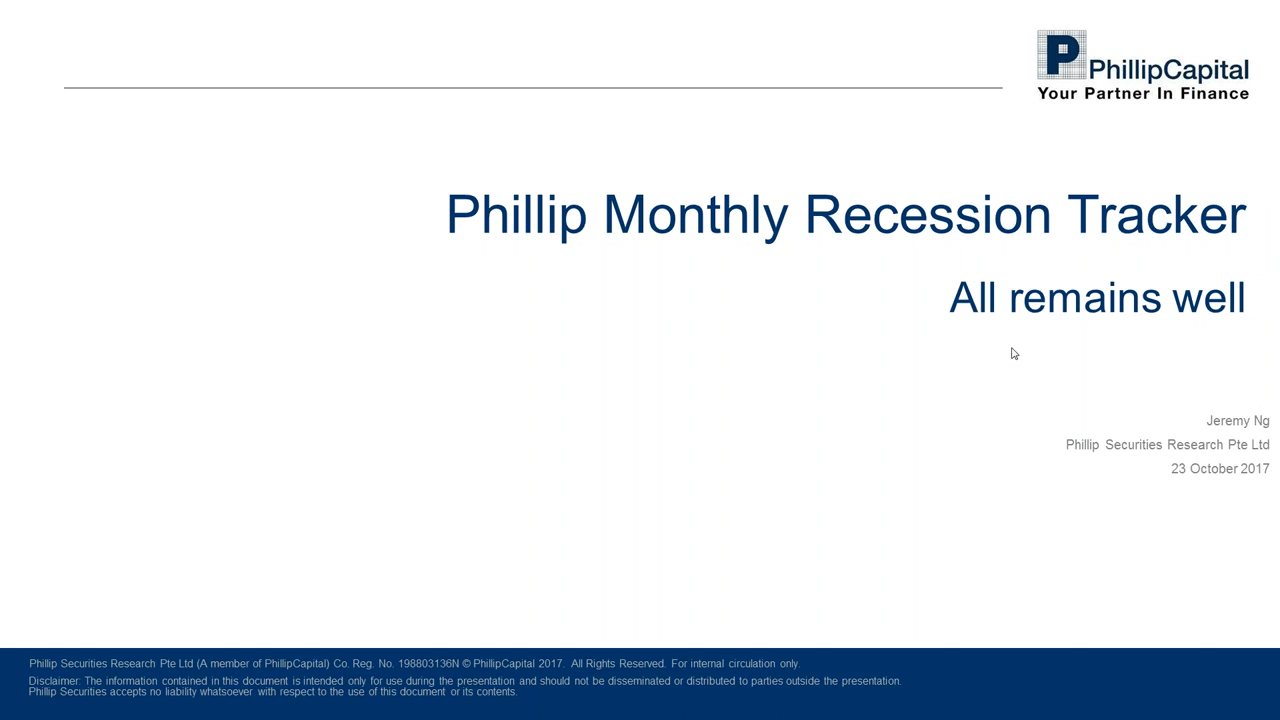 P
PhillipCapital
Your Partner In Finance
Phillip Monthly Recession Tracker
All remains well
Jeremy Ng
Phillip Securities Research Pte Ltd
23 October 2017
Phillip Securities Research Pte Ltd (A member of PhillipCapital) Co. Reg. No. 198803136N © PhillipCapital 2017. All Rights Reserved. For internal circulation only.
Disclaimer: The information contained in this document is intended only for use during the presentation and should not be disseminated or distributed to parties outside the presentation.
Phillip Securities accepts no liability whatsoever with respect to the use of this document or its contents.